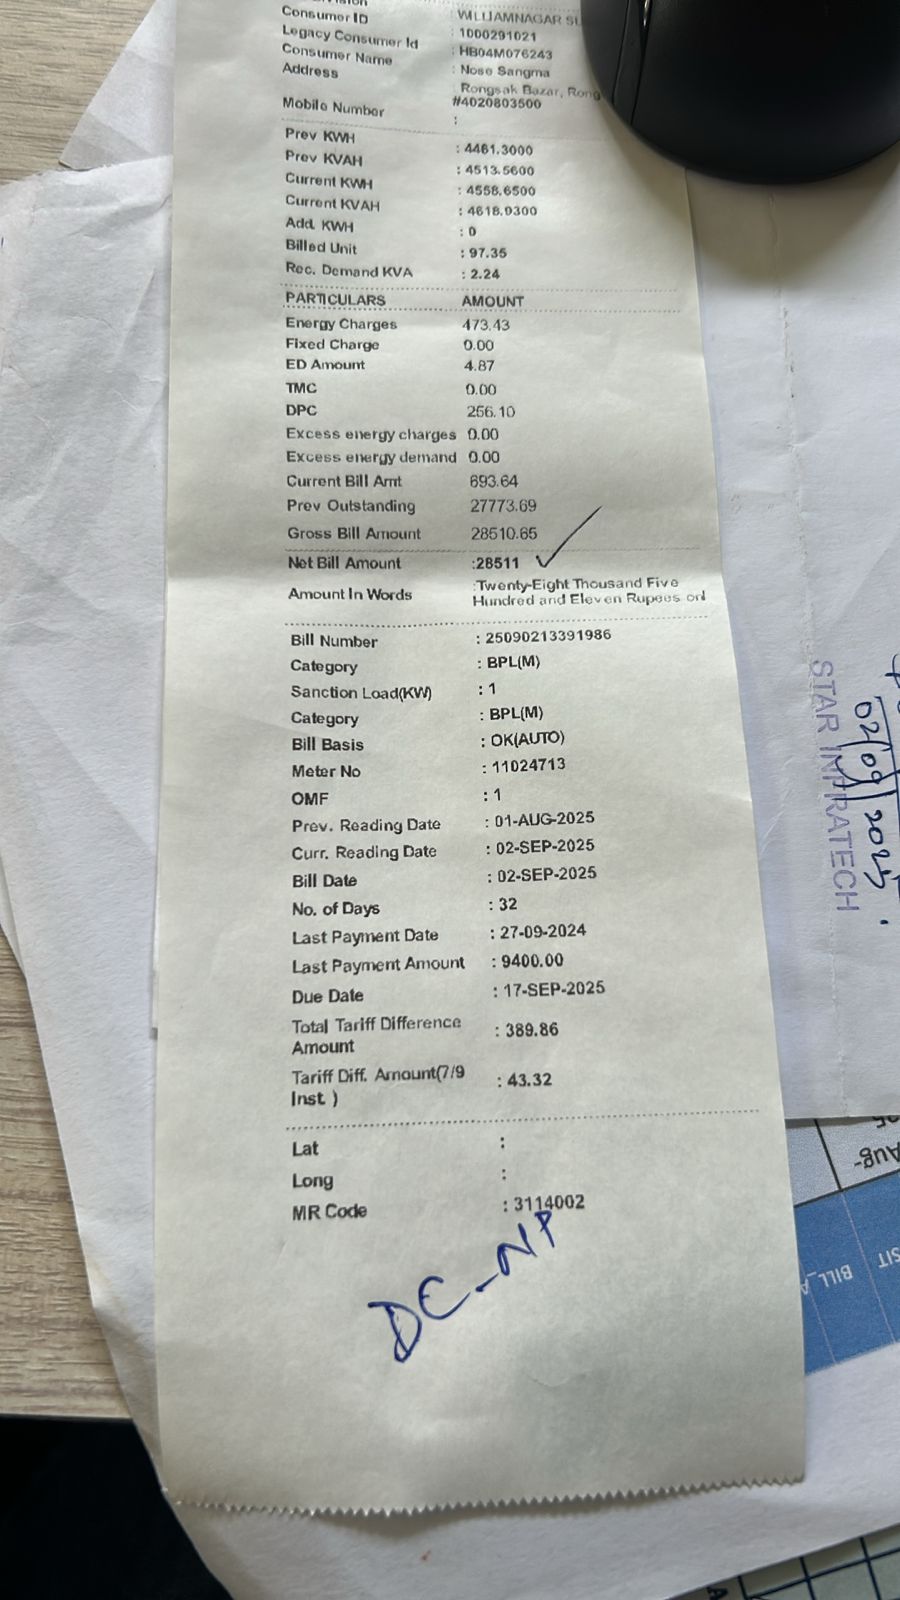 Consumer ID : WILLIAMNAGAR
Legacy Consumer Id : 1000291021
Consumer Name : HB04M076243
Address : Nose Sangma
Rongsak Bazar, Rong
#4020803500
Mobile Number :
Prev KWH : 4461.3000
Prev KVAH : 4513.5600
Current KWH : 4558.6500
Current KVAH : 4618.9300
Add. KWH : 0
Billed Unit : 97.35
Rec. Demand KVA : 2.24
PARTICULARS AMOUNT
Energy Charges 473.43
Fixed Charge 0.00
ED Amount 4.87
TMC 0.00
DPC 256.10
Excess energy charges 0.00
Excess energy demand 0.00
Current Bill Amt 693.64
Prev Outstanding 27773.69
Gross Bill Amount 28510.65
Net Bill Amount :28511
Amount In Words :Twenty-Eight Thousand Five
Hundred and Eleven Rupees onl
Bill Number : 25090213391986
Category : BPL(M)
Sanction Load(KW) : 1
Category : BPL(M)
Bill Basis : OK(AUTO)
Meter No : 11024713
OMF : 1
Prev. Reading Date : 01-AUG-2025
Curr. Reading Date : 02-SEP-2025
Bill Date : 02-SEP-2025
No. of Days : 32
Last Payment Date : 27-09-2024
Last Payment Amount : 9400.00
Due Date : 17-SEP-2025
Total Tariff Difference
Amount : 389.86
Tariff Diff. Amount(7/9
Inst.) : 43.32
Lat :
Long :
MR Code : 3114002
DC-NP
02/09/2025
STAR INFRATECH
Aug-
BILL_A